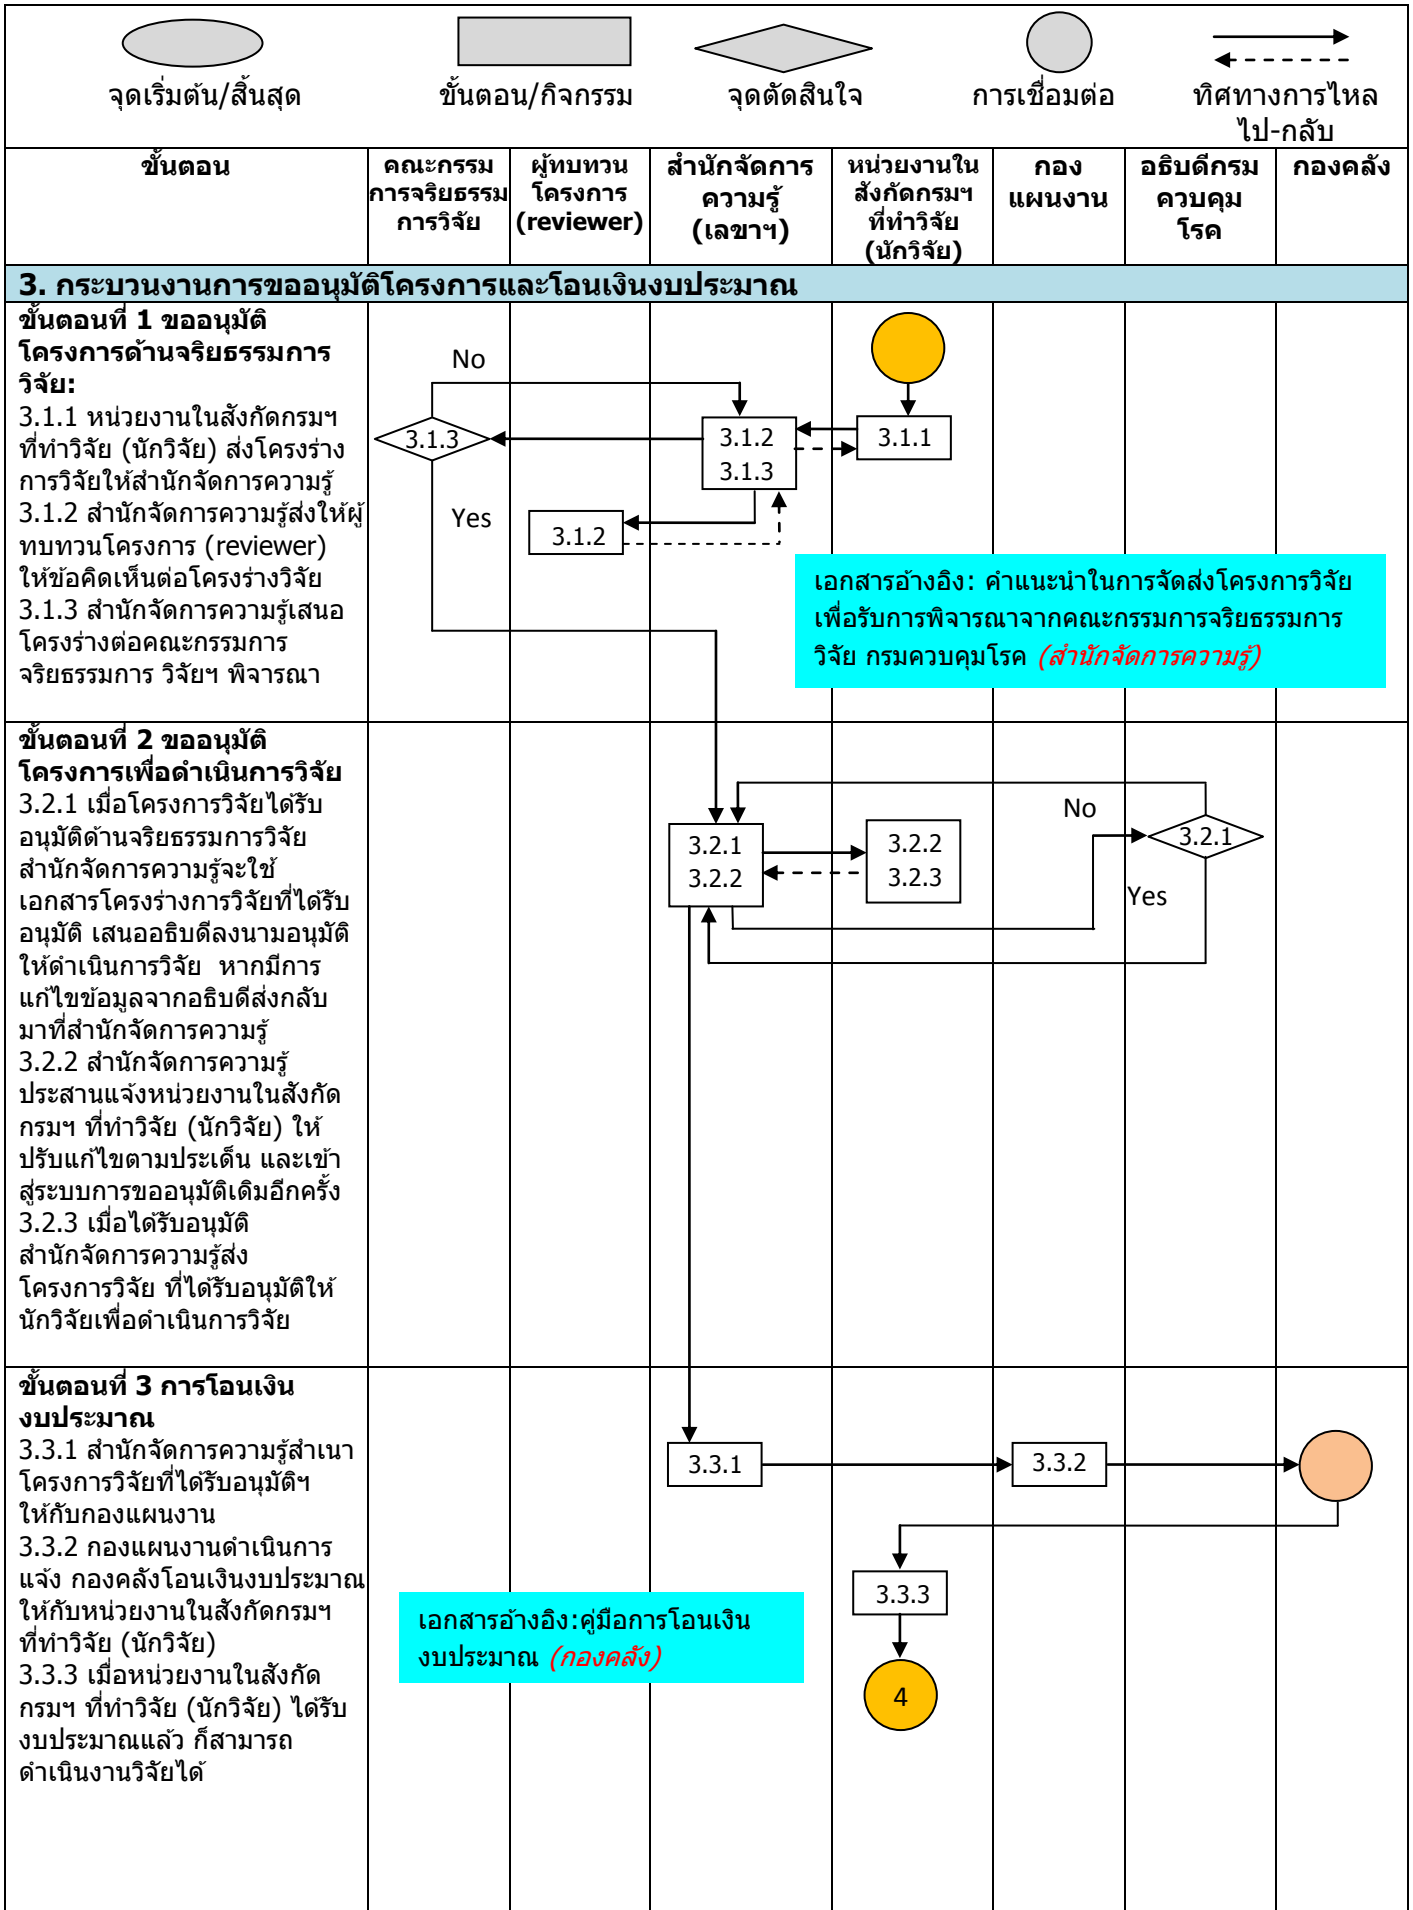 จุดเริ่มต้น/สิ้นสุด
ขั้นตอน/กิจกรรม
จุดตัดสินใจ
การเชื่อมต่อ
ทิศทางการไหล
ไป-กลับ
ขั้นตอน
คณะกรรม
การจริยธรรม
การวิจัย
ผู้ทบทวน
โครงการ
(reviewer)
สำนักจัดการ
ความรู้
(เลขาฯ)
หน่วยงานใน
สังกัดกรมฯ
ที่ทำวิจัย
(นักวิจัย)
กอง
แผนงาน
อธิบดีกรม
ควบคุม
โรค
กองคลัง
3. กระบวนงานการขออนุมัติโครงการและโอนเงินงบประมาณ
ขั้นตอนที่ 1 ขออนุมัติ
โครงการด้านจริยธรรมการ
วิจัย:
3.1.1 หน่วยงานในสังกัดกรมฯ
ที่ทำวิจัย (นักวิจัย) ส่งโครงร่าง
การวิจัยให้สำนักจัดการความรู้
3.1.2 สำนักจัดการความรู้ส่งให้ผู้
ทบทวนโครงการ (reviewer)
ให้ข้อคิดเห็นต่อโครงร่างวิจัย
3.1.3 สำนักจัดการความรู้เสนอ
โครงร่างต่อคณะกรรมการ
จริยธรรมการ วิจัยฯ พิจารณา
No
3.1.3
3.1.2
3.1.3
3.1.1
Yes
3.1.2
เอกสารอ้างอิง: คำแนะนำในการจัดส่งโครงการวิจัย
เพื่อรับการพิจารณาจากคณะกรรมการจริยธรรมการ
วิจัย กรมควบคุมโรค (สำนักจัดการความรู้)
ขั้นตอนที่ 2 ขออนุมัติ
โครงการเพื่อดำเนินการวิจัย
3.2.1 เมื่อโครงการวิจัยได้รับ
อนุมัติด้านจริยธรรมการวิจัย
สำนักจัดการความรู้จะใช้
เอกสารโครงร่างการวิจัยที่ได้รับ
อนุมัติ เสนออธิบดีลงนามอนุมัติ
ให้ดำเนินการวิจัย  หากมีการ
แก้ไขข้อมูลจากอธิบดีส่งกลับ
มาที่สำนักจัดการความรู้
3.2.2 สำนักจัดการความรู้
ประสานแจ้งหน่วยงานในสังกัด
กรมฯ ที่ทำวิจัย (นักวิจัย) ให้
ปรับแก้ไขตามประเด็น และเข้า
สู่ระบบการขออนุมัติเดิมอีกครั้ง
3.2.3 เมื่อได้รับอนุมัติ
สำนักจัดการความรู้ส่ง
โครงการวิจัย ที่ได้รับอนุมัติให้
นักวิจัยเพื่อดำเนินการวิจัย
3.2.1
3.2.2
3.2.2
3.2.3
No
3.2.1
Yes
ขั้นตอนที่ 3 การโอนเงิน
งบประมาณ
3.3.1 สำนักจัดการความรู้สำเนา
โครงการวิจัยที่ได้รับอนุมัติฯ
ให้กับกองแผนงาน
3.3.2 กองแผนงานดำเนินการ
แจ้ง กองคลังโอนเงินงบประมาณ
ให้กับหน่วยงานในสังกัดกรมฯ
ที่ทำวิจัย (นักวิจัย)
3.3.3 เมื่อหน่วยงานในสังกัด
กรมฯ ที่ทำวิจัย (นักวิจัย) ได้รับ
งบประมาณแล้ว ก็สามารถ
ดำเนินงานวิจัยได้
3.3.1
3.3.2
3.3.3
เอกสารอ้างอิง:คู่มือการโอนเงิน
งบประมาณ (กองคลัง)
4